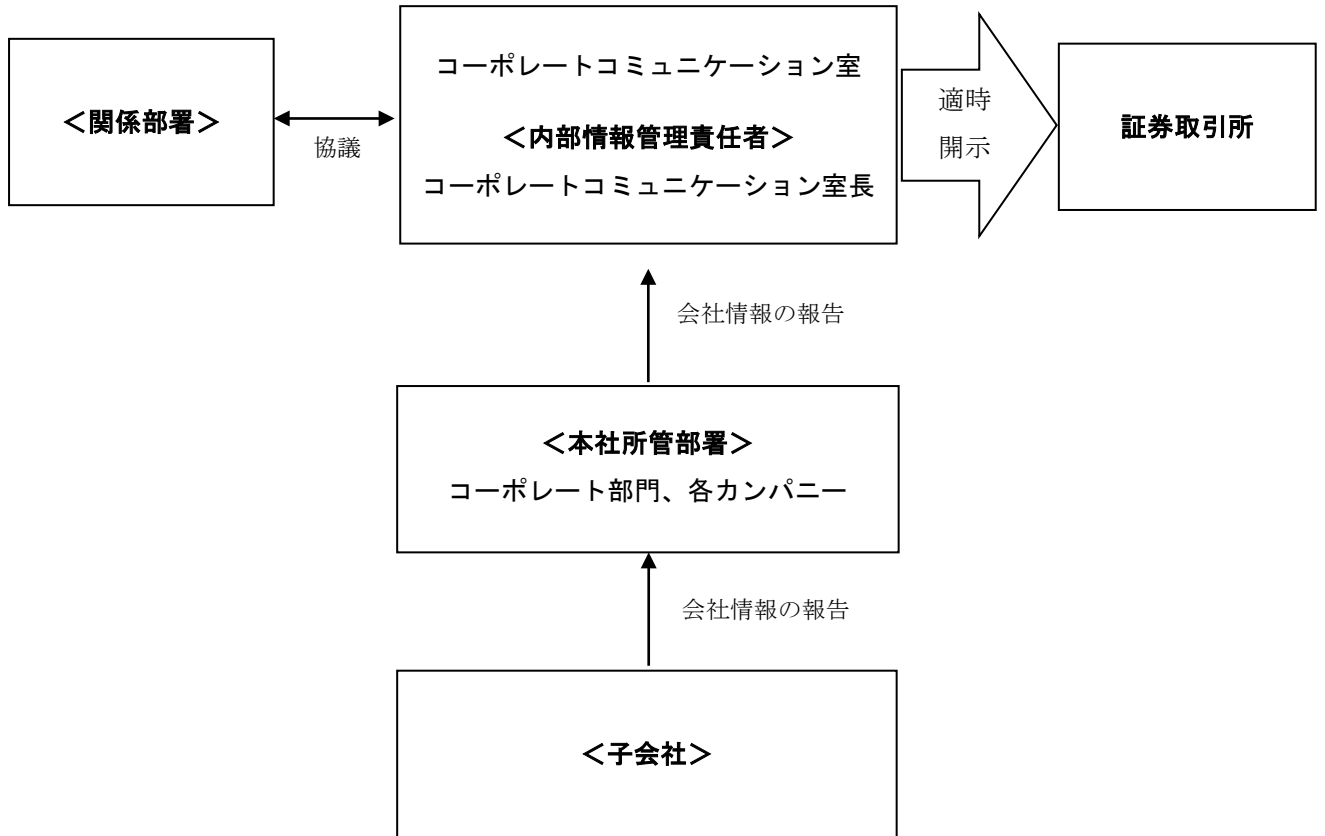 コーポレートコミュニケーション室
＜関係部署＞
協議
＜内部情報管理責任者＞
コーポレートコミュニケーション室長
適時
開示
証券取引所
会社情報の報告
＜本社所管部署＞
コーポレート部門、各カンパニー
会社情報の報告
＜子会社＞